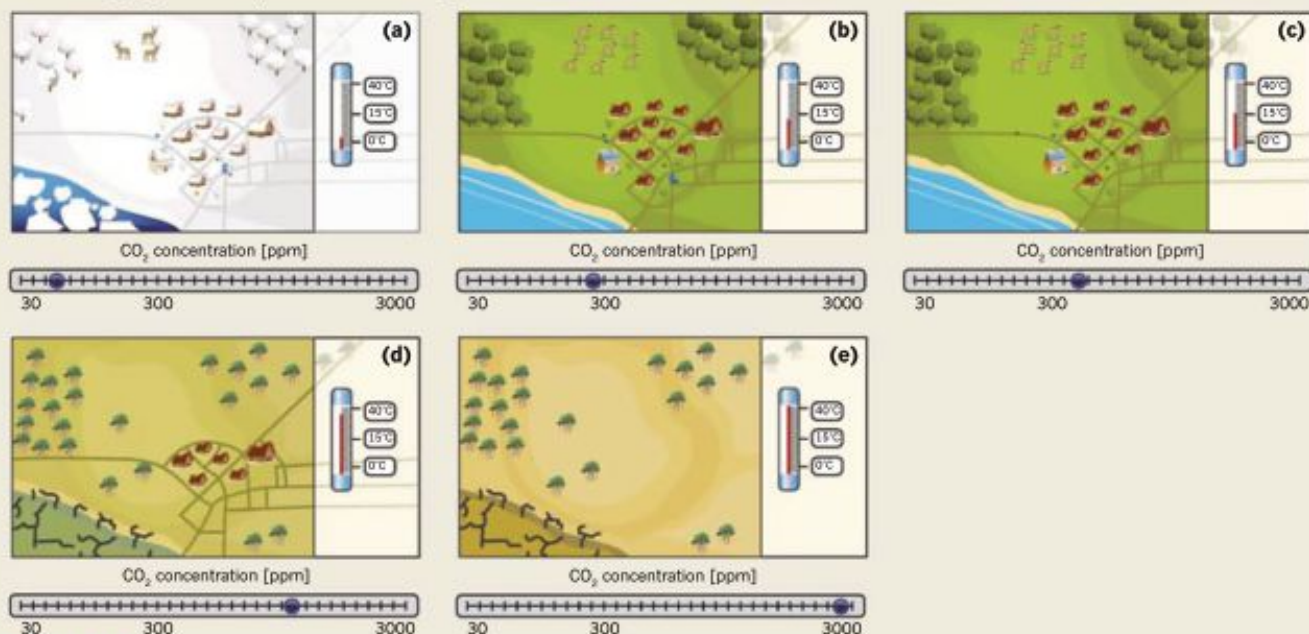 (a)
40°C
15°C
0°C
CO₂ concentration [ppm]
30 300 3000
(b)
40°C
15°C
0°C
CO₂ concentration [ppm]
30 300 3000
(c)
40°C
15°C
0°C
CO₂ concentration [ppm]
30 300 3000
(d)
40°C
15°C
0°C
CO₂ concentration [ppm]
30 300 3000
(e)
40°C
15°C
0°C
CO₂ concentration [ppm]
30 300 3000